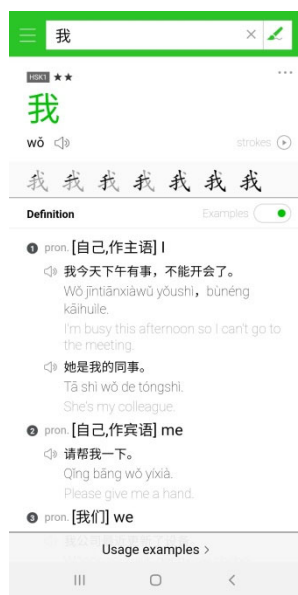 我
HSK1 ★★
我
wǒ
strokes
我 我 我 我 我 我 我
Definition
Examples
1 pron. [自己,作主语] I
我今天下午有事，不能开会了。
Wǒ jīntiānxiàwǔ yǒushì，bùnéng
kāihuìle.
I'm busy this afternoon so I can't go to
the meeting.
她是我的同事。
Tā shì wǒ de tóngshì.
She's my colleague.
2 pron. [自己,作宾语] me
请帮我一下。
Qǐng bāng wǒ yíxià.
Please give me a hand.
3 pron. [我们] we
Usage examples >